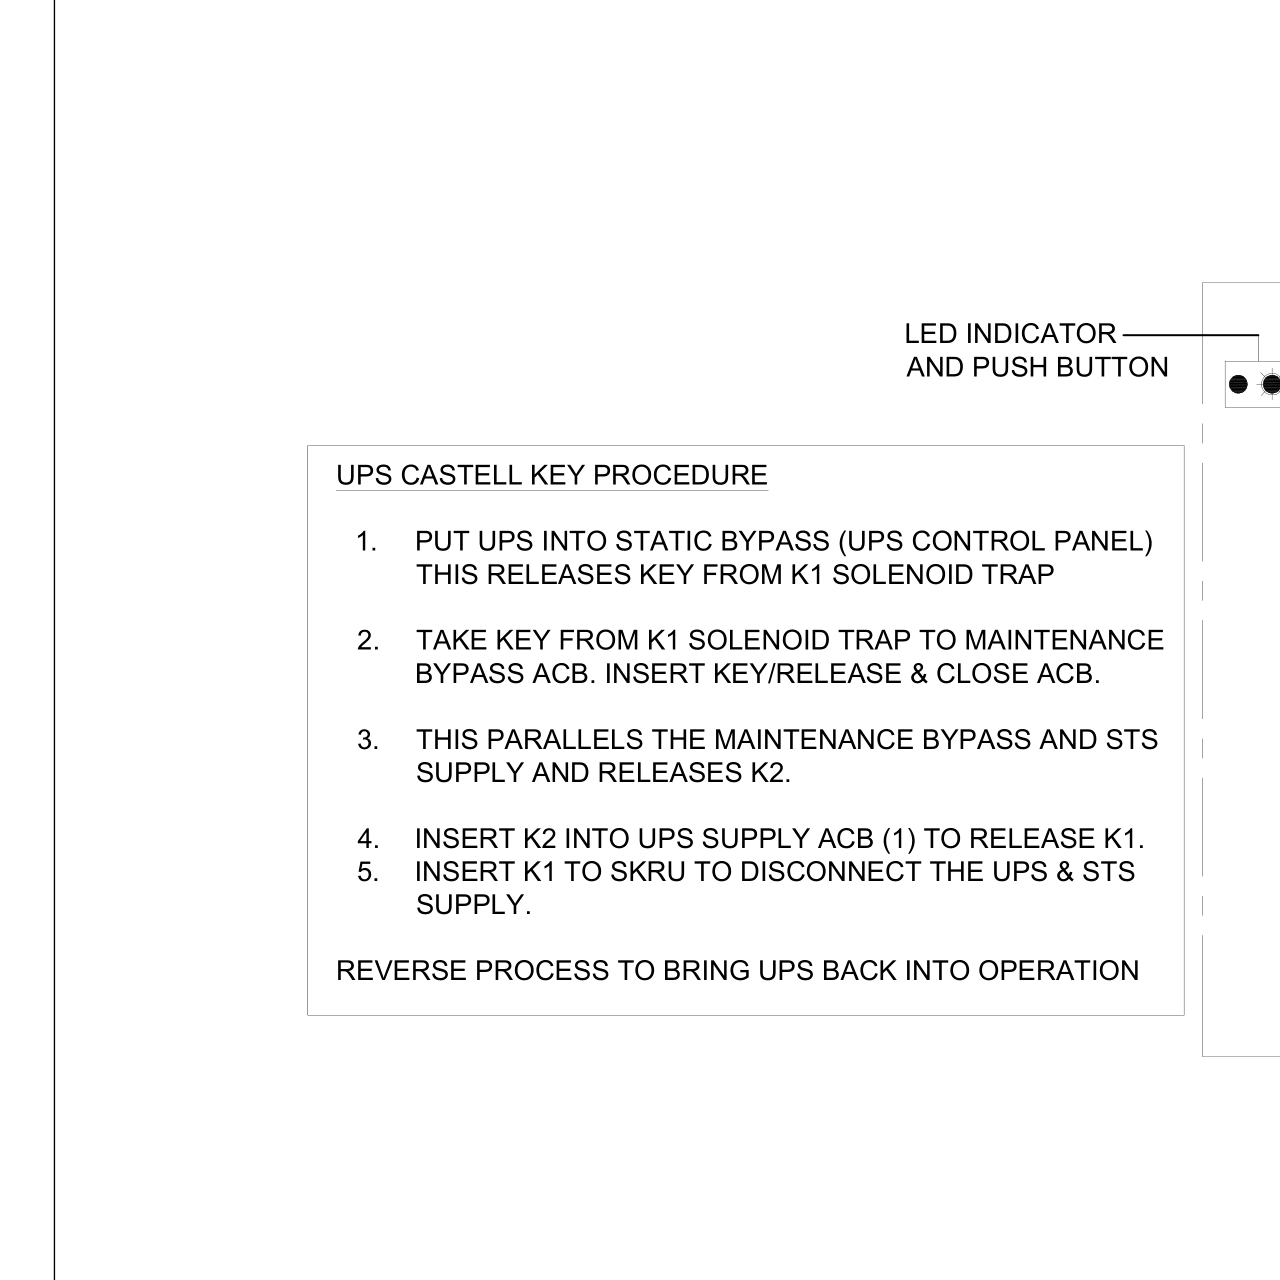 LED INDICATOR
AND PUSH BUTTON
UPS CASTELL KEY PROCEDURE
1. PUT UPS INTO STATIC BYPASS (UPS CONTROL PANEL)
THIS RELEASES KEY FROM K1 SOLENOID TRAP
2. TAKE KEY FROM K1 SOLENOID TRAP TO MAINTENANCE
BYPASS ACB. INSERT KEY/RELEASE & CLOSE ACB.
3. THIS PARALLELS THE MAINTENANCE BYPASS AND STS
SUPPLY AND RELEASES K2.
4. INSERT K2 INTO UPS SUPPLY ACB (1) TO RELEASE K1.
5. INSERT K1 TO SKRU TO DISCONNECT THE UPS & STS
SUPPLY.
REVERSE PROCESS TO BRING UPS BACK INTO OPERATION